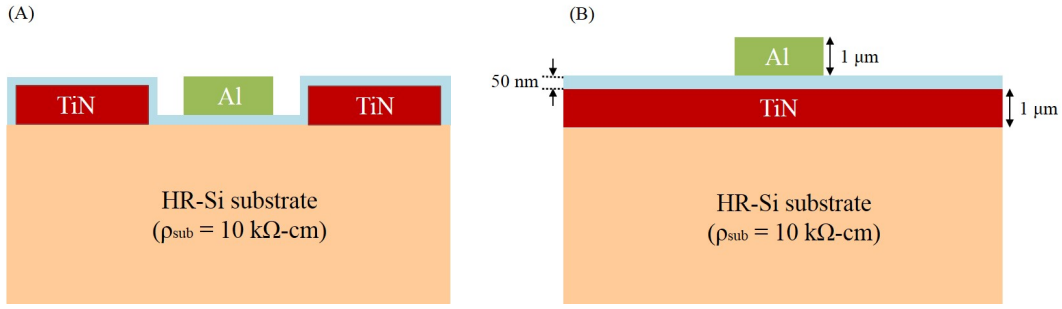 (A)
(B)
Al
1 μm
50 nm
TiN
Al
TiN
TiN
1 μm
HR-Si substrate
(ρsub = 10 kΩ-cm)
HR-Si substrate
(ρsub = 10 kΩ-cm)